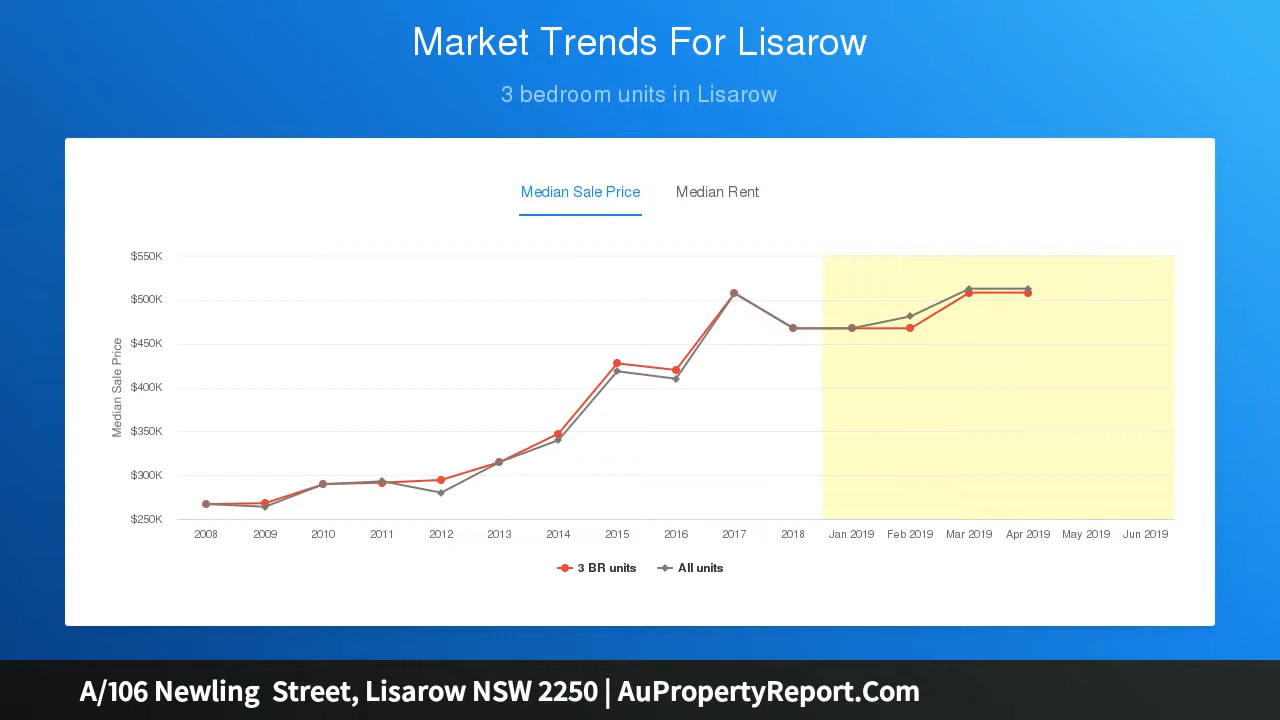 Market Trends For Lisarow
3 bedroom units in Lisarow
Median Sale Price Median Rent
Median Sale Price
$550K
$500K
$450K
$400K
$350K
$300K
$250K
2008 2009 2010 2011 2012 2013 2014 2015 2016 2017 2018 Jan 2019 Feb 2019 Mar 2019 Apr 2019 May 2019 Jun 2019
3 BR units All units
A/106 Newling  Street, Lisarow NSW 2250 | AuPropertyReport.Com